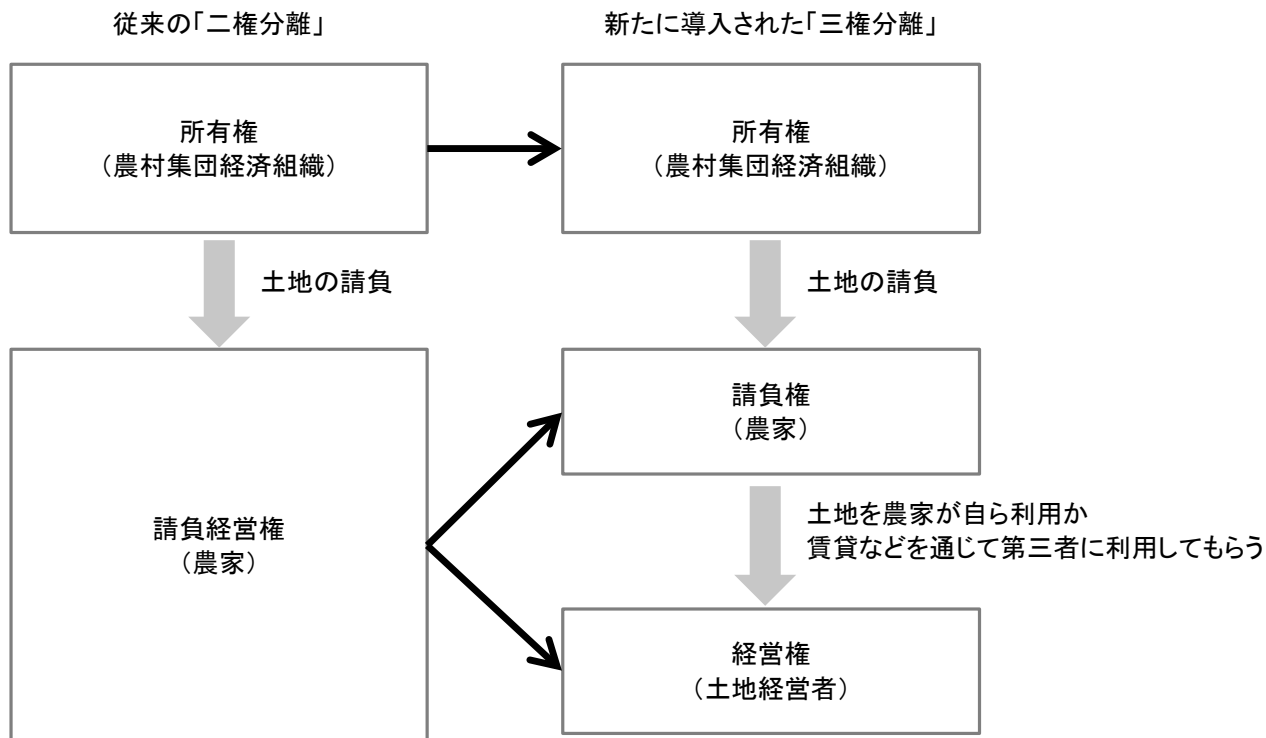 従来の「二権分離」
新たに導入された「三権分離」
所有権
（農村集団経済組織）
所有権
（農村集団経済組織）
土地の請負
土地の請負
請負経営権
（農家）
請負権
（農家）
土地を農家が自ら利用か
賃貸などを通じて第三者に利用してもらう
経営権
（土地経営者）